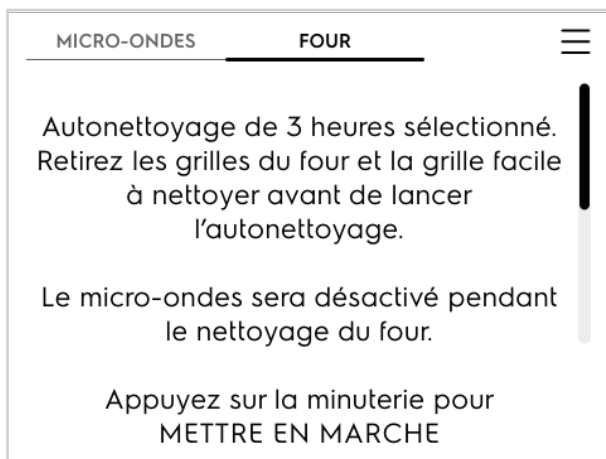 MICRO-ONDES FOUR
Autonettoyage de 3 heures sélectionné.
Retirez les grilles du four et la grille facile
à nettoyer avant de lancer
l'autonettoyage.
Le micro-ondes sera désactivé pendant
le nettoyage du four.
Appuyez sur la minuterie pour
METTRE EN MARCHE